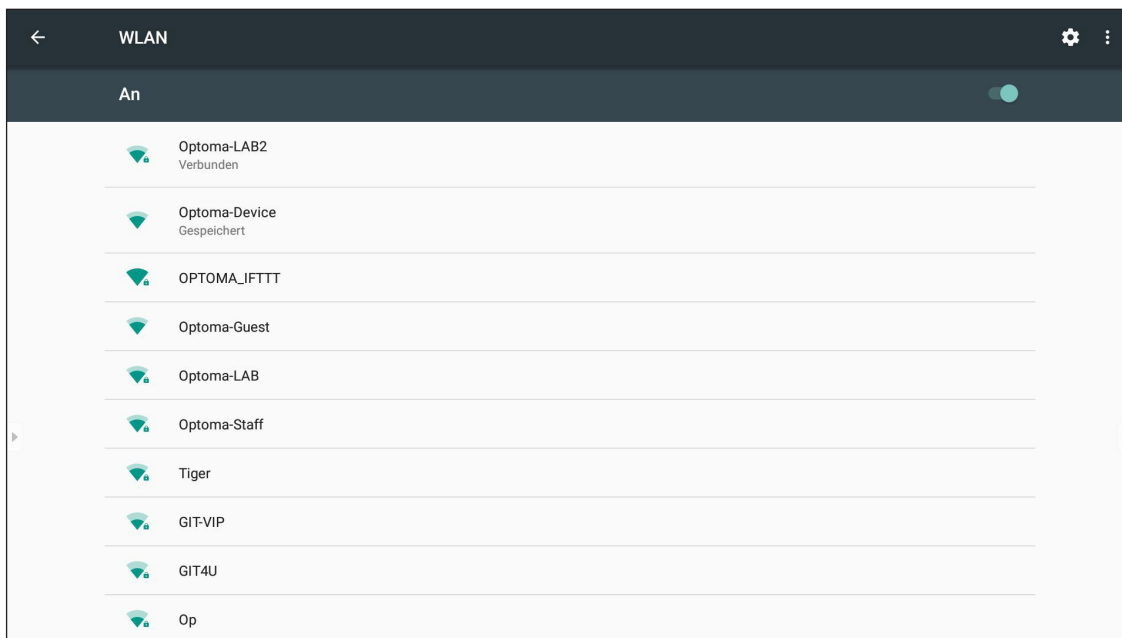 WLAN
An
Optoma-LAB2
Verbunden
Optoma-Device
Gespeichert
OPTOMA_IFTTT
Optoma-Guest
Optoma-LAB
Optoma-Staff
Tiger
GIT-VIP
GIT4U
Op